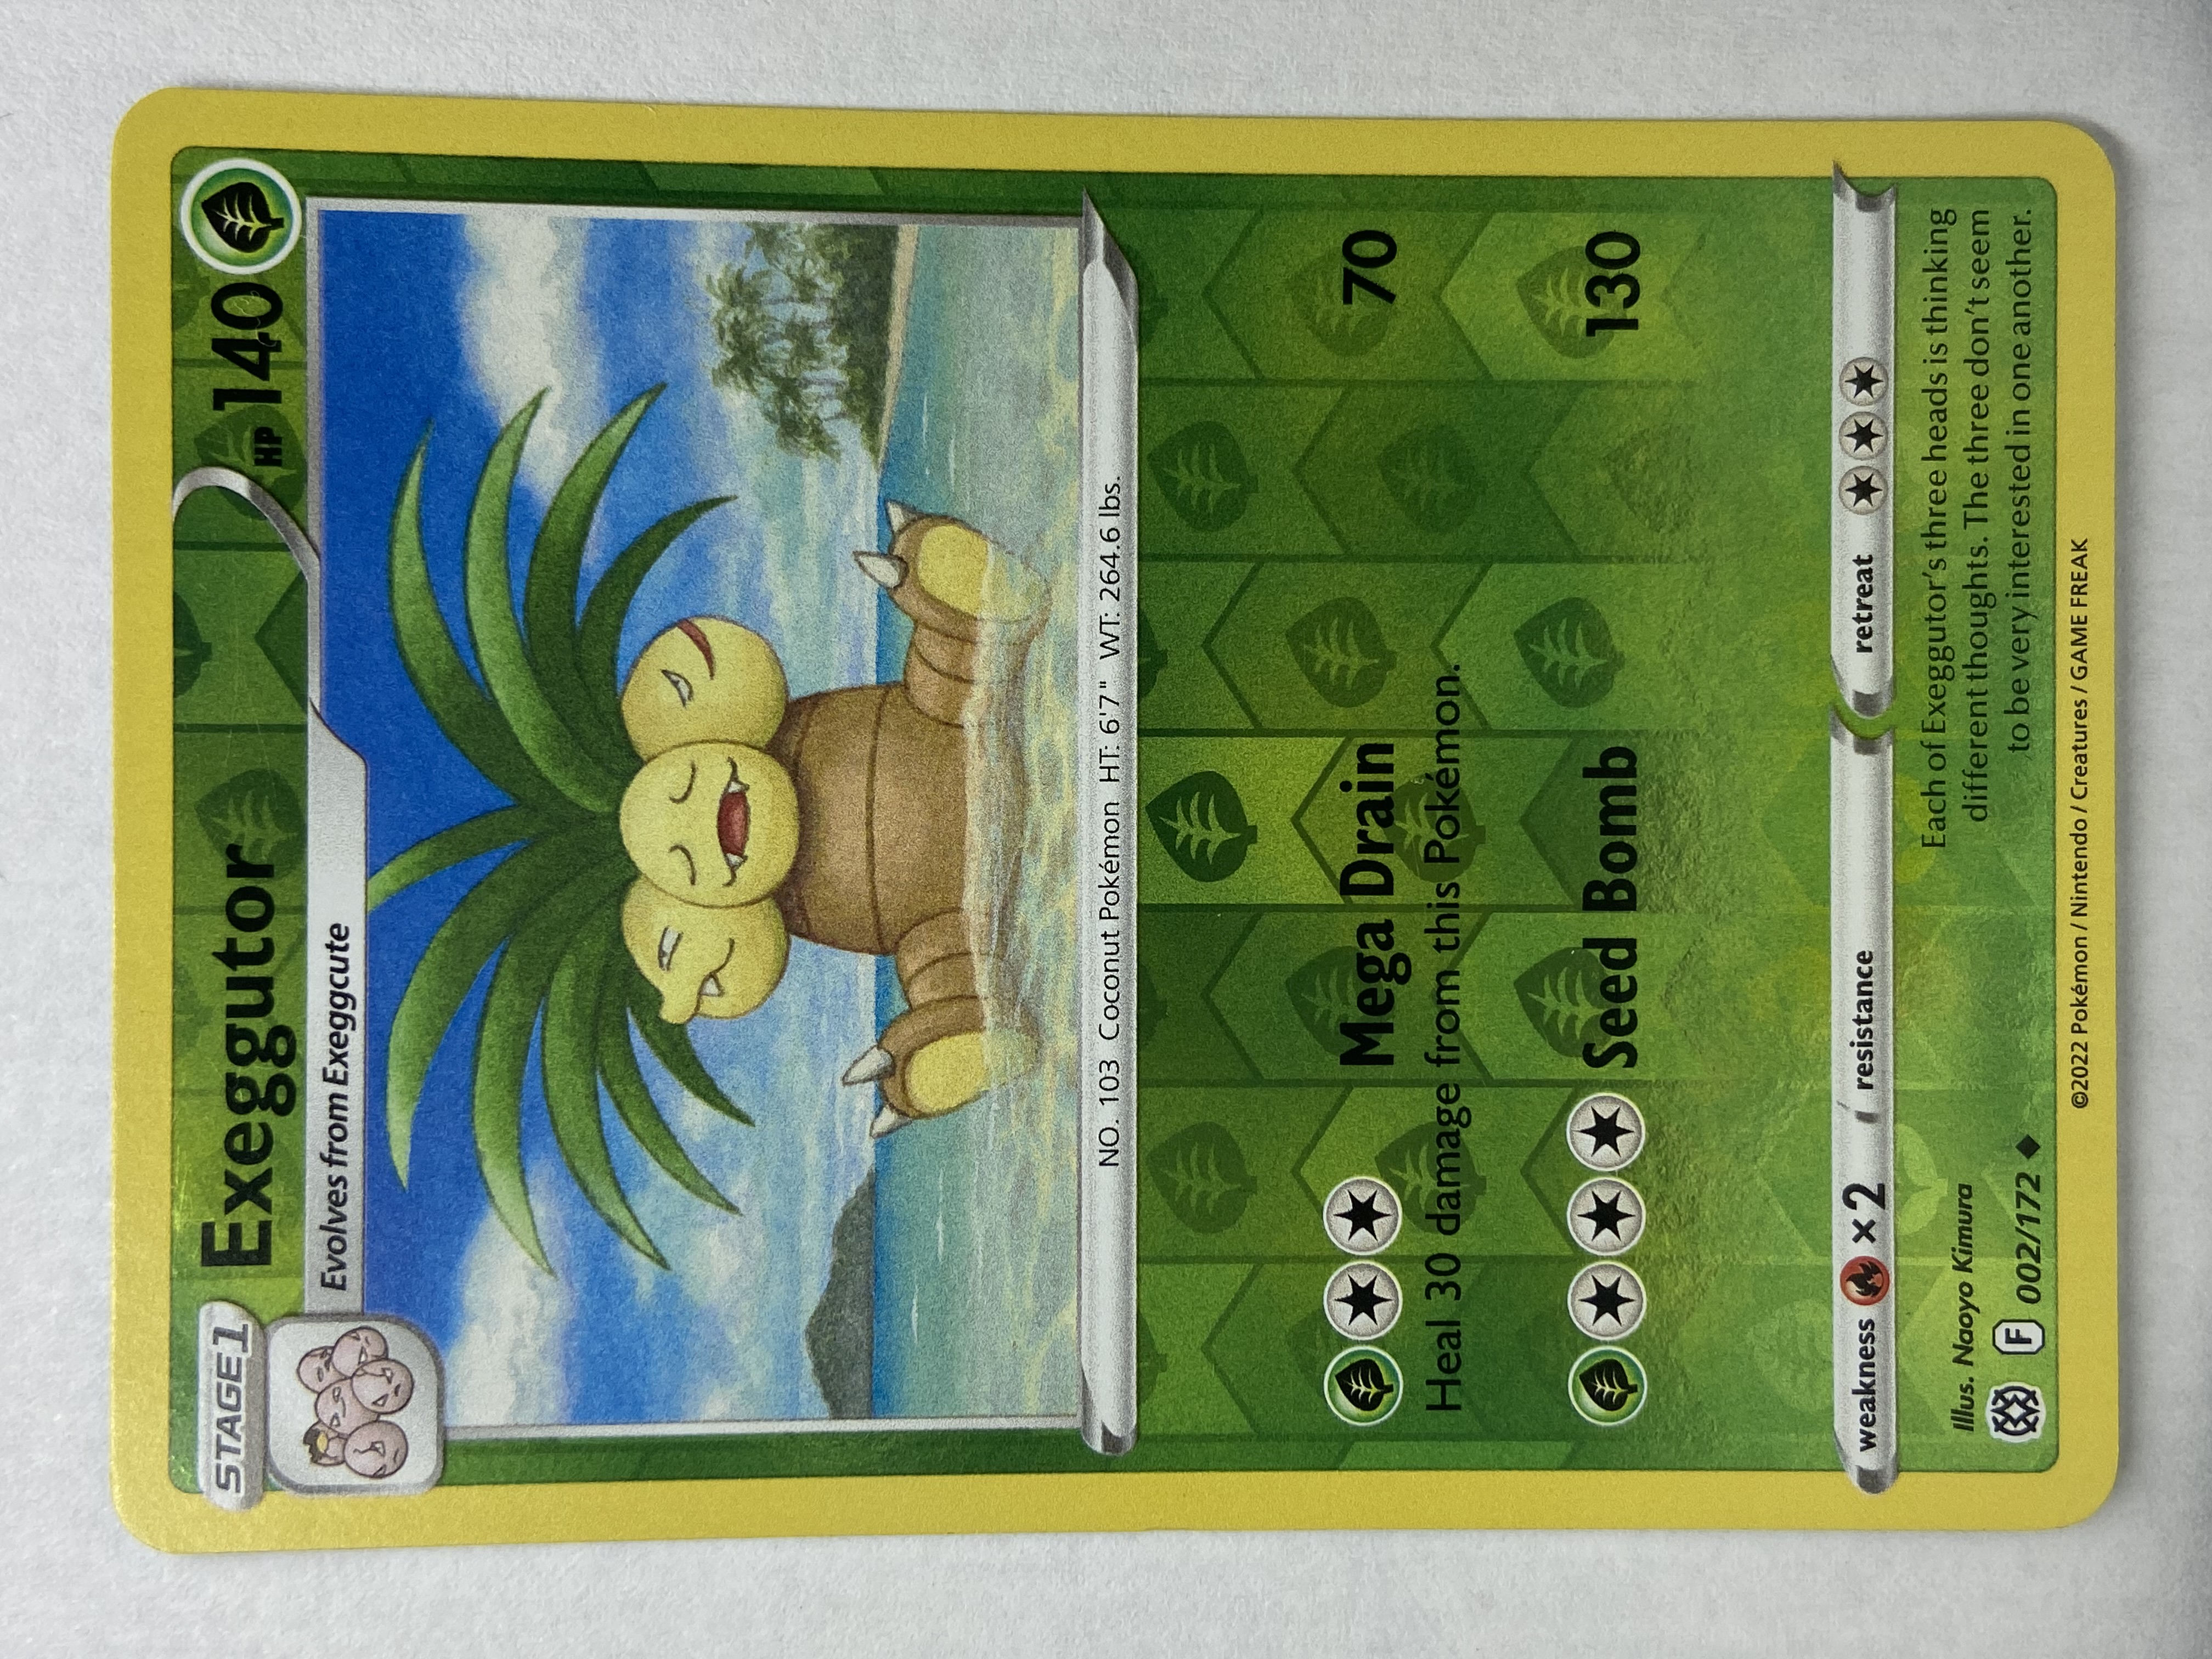 STAGE 1 Exeggutor HP 140
Evolves from Exeggcute
NO. 103 Coconut Pokémon HT: 6'7" WT: 264.6 lbs.
Mega Drain 70
Heal 30 damage from this Pokémon.
Seed Bomb 130
weakness ×2 resistance retreat
Each of Exeggutor's three heads is thinking
different thoughts. The three don't seem
to be very interested in one another.
Illus. Naoyo Kimura
F 002/172
©2022 Pokémon / Nintendo / Creatures / GAME FREAK